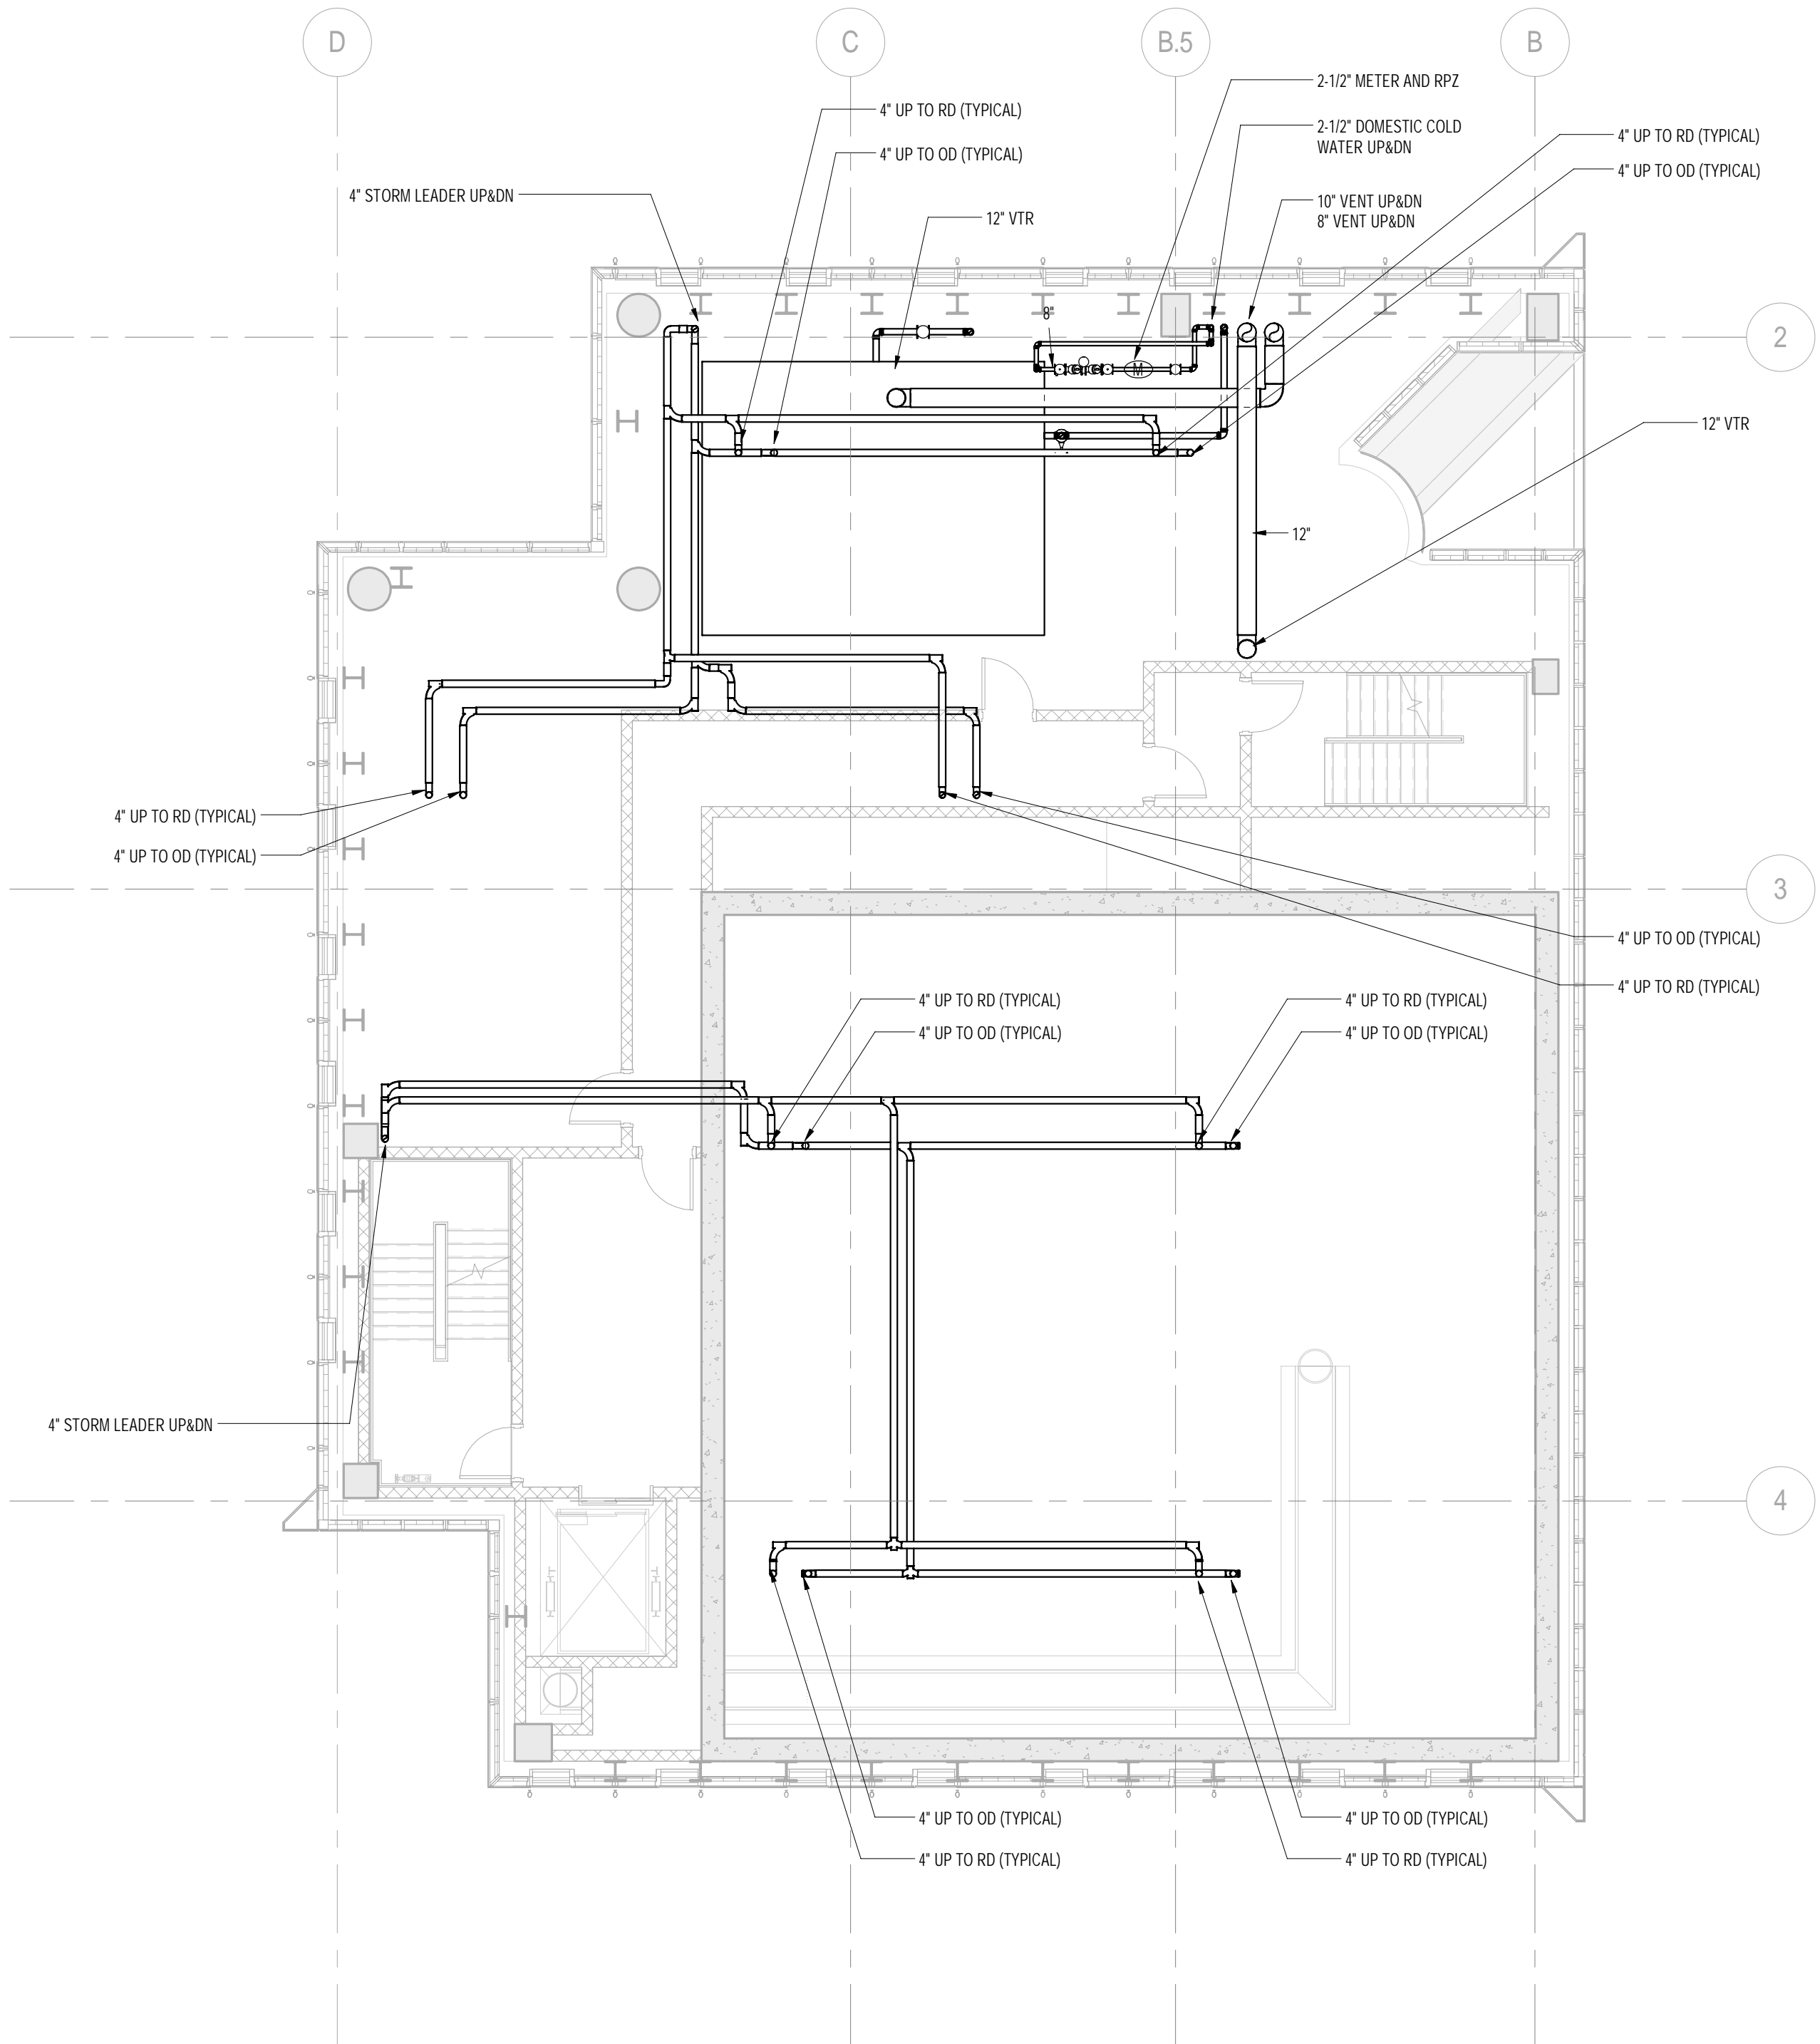 D
C
B.5
B
2-1/2" METER AND RPZ
4" UP TO RD (TYPICAL)
2-1/2" DOMESTIC COLD
WATER UP&DN
4" UP TO RD (TYPICAL)
4" UP TO OD (TYPICAL)
4" UP TO OD (TYPICAL)
4" STORM LEADER UP&DN
10" VENT UP&DN
8" VENT UP&DN
12" VTR
8"
2
M
12" VTR
12"
4" UP TO RD (TYPICAL)
4" UP TO OD (TYPICAL)
3
4" UP TO OD (TYPICAL)
4" UP TO RD (TYPICAL)
4" UP TO RD (TYPICAL)
4" UP TO RD (TYPICAL)
4" UP TO OD (TYPICAL)
4" UP TO OD (TYPICAL)
4" STORM LEADER UP&DN
4
4" UP TO OD (TYPICAL)
4" UP TO OD (TYPICAL)
4" UP TO RD (TYPICAL)
4" UP TO RD (TYPICAL)